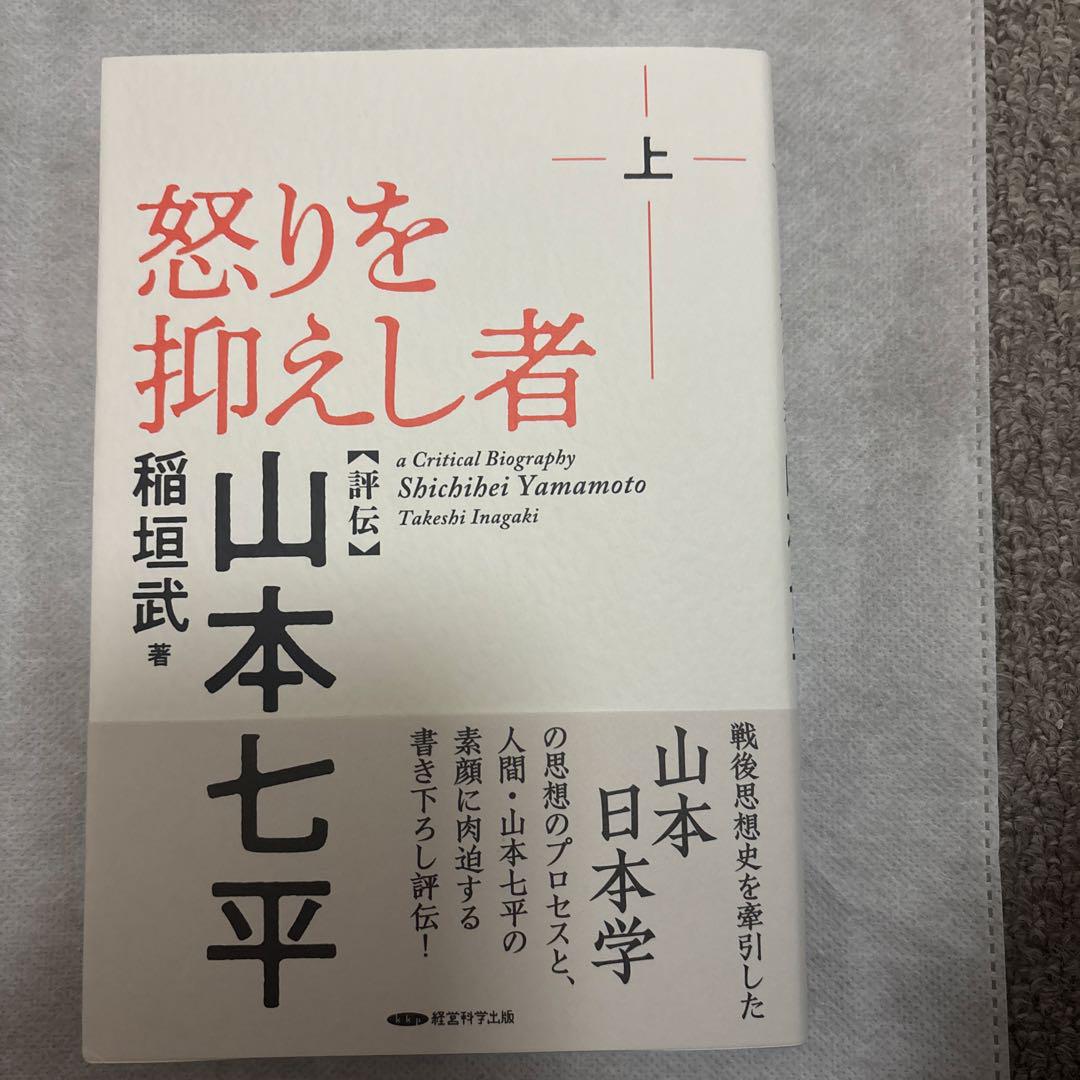 上
怒りを
抑えし者
【評伝】
山本七平
稲垣武 著
a Critical Biography
Shichihei Yamamoto
Takeshi Inagaki
戦後思想史を牽引した
山本
日本学
の思想のプロセスと、
人間・山本七平の
素顔に肉迫する
書き下ろし評伝！
kkp 経営科学出版